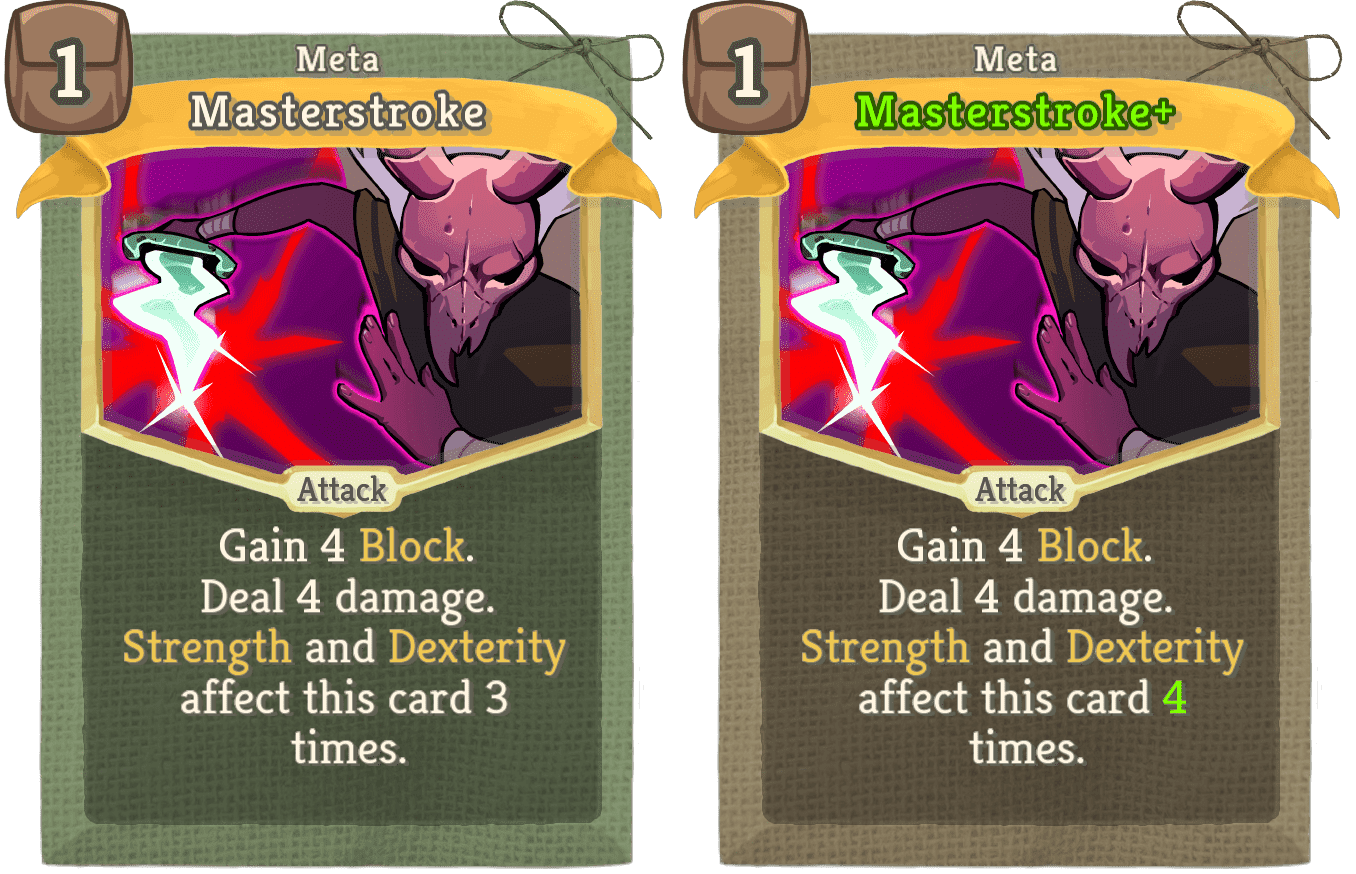 1
Meta
Masterstroke
Attack
Gain 4 Block.
Deal 4 damage.
Strength and Dexterity
affect this card 3
times.
1
Meta
Masterstroke+
Attack
Gain 4 Block.
Deal 4 damage.
Strength and Dexterity
affect this card 4
times.